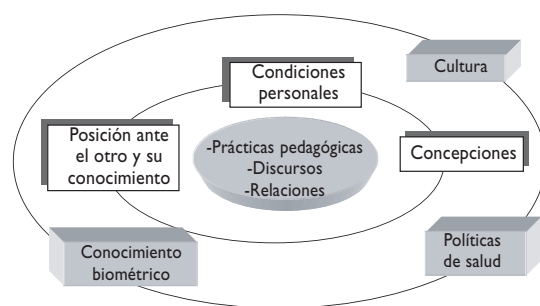 Cultura
Condiciones
personales
Posición ante
el otro y su
conocimiento
-Prácticas pedagógicas
-Discursos
-Relaciones
Concepciones
Conocimiento
biométrico
Políticas
de salud